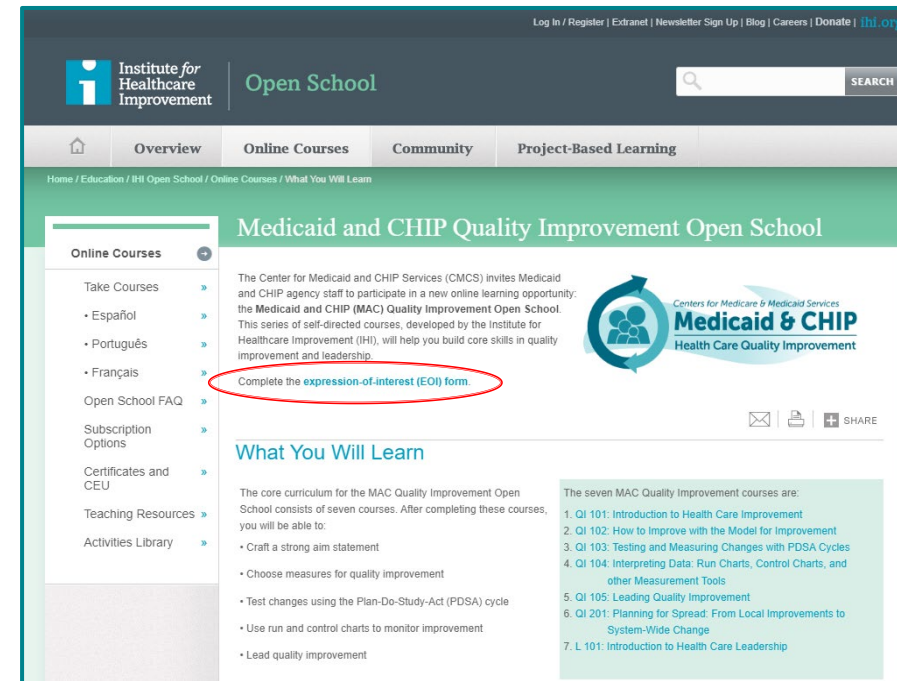 Log In / Register | Extranet | Newsletter Sign Up | Blog | Careers | Donate | ihi.org
Institute for
Healthcare
Improvement
Open School
SEARCH
Overview
Online Courses
Community
Project-Based Learning
Home / Education / IHI Open School / Online Courses / What You Will Learn
Medicaid and CHIP Quality Improvement Open School
Online Courses
Take Courses »
• Español »
• Português »
• Français »
Open School FAQ »
Subscription »
Options
Certificates and »
CEU
Teaching Resources »
Activities Library »
The Center for Medicaid and CHIP Services (CMCS) invites Medicaid
and CHIP agency staff to participate in a new online learning opportunity:
the Medicaid and CHIP (MAC) Quality Improvement Open School.
This series of self-directed courses, developed by the Institute for
Healthcare Improvement (IHI), will help you build core skills in quality
improvement and leadership.
Complete the expression-of-interest (EOI) form.
Centers for Medicare & Medicaid Services
Medicaid & CHIP
Health Care Quality Improvement
SHARE
What You Will Learn
The core curriculum for the MAC Quality Improvement Open
School consists of seven courses. After completing these courses,
you will be able to:
• Craft a strong aim statement
• Choose measures for quality improvement
• Test changes using the Plan-Do-Study-Act (PDSA) cycle
• Use run and control charts to monitor improvement
• Lead quality improvement
The seven MAC Quality Improvement courses are:
1. QI 101: Introduction to Health Care Improvement
2. QI 102: How to Improve with the Model for Improvement
3. QI 103: Testing and Measuring Changes with PDSA Cycles
4. QI 104: Interpreting Data: Run Charts, Control Charts, and
other Measurement Tools
5. QI 105: Leading Quality Improvement
6. QI 201: Planning for Spread: From Local Improvements to
System-Wide Change
7. L 101: Introduction to Health Care Leadership